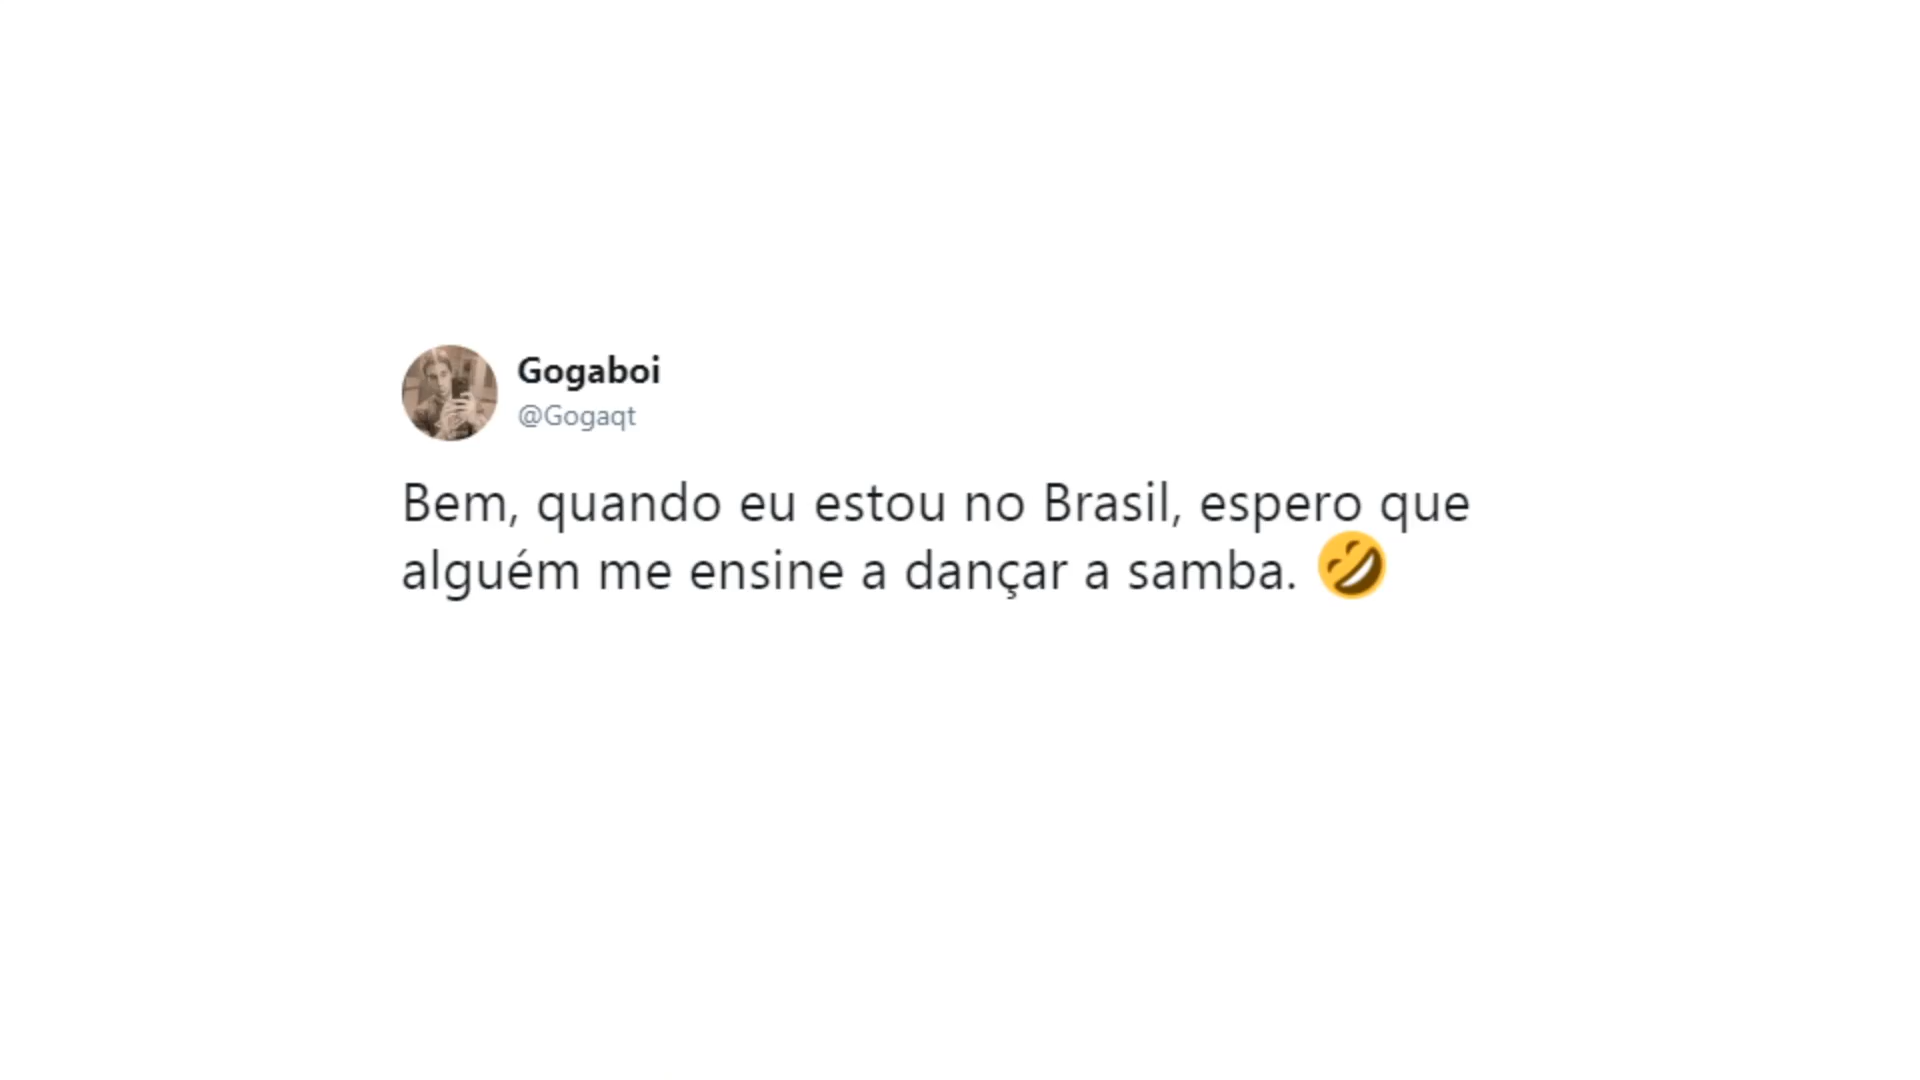 Gogaboi
@Gogaqt
Bem, quando eu estou no Brasil, espero que
alguém me ensine a dançar a samba. 🤣